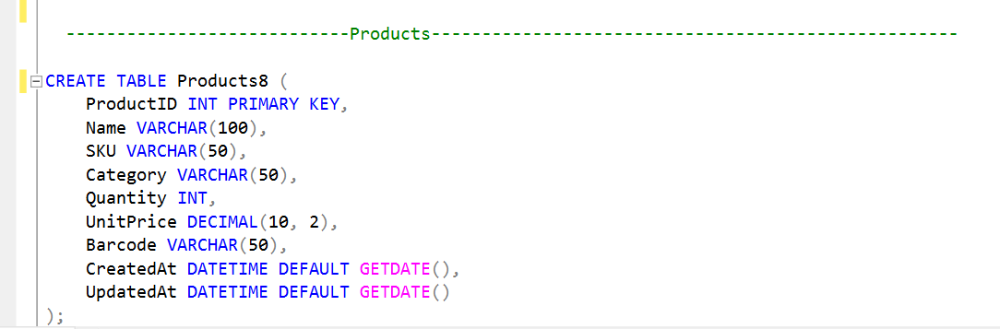 ----------------------------Products----------------------------------------------------
CREATE TABLE Products8 (
    ProductID INT PRIMARY KEY,
    Name VARCHAR(100),
    SKU VARCHAR(50),
    Category VARCHAR(50),
    Quantity INT,
    UnitPrice DECIMAL(10, 2),
    Barcode VARCHAR(50),
    CreatedAt DATETIME DEFAULT GETDATE(),
    UpdatedAt DATETIME DEFAULT GETDATE()
);